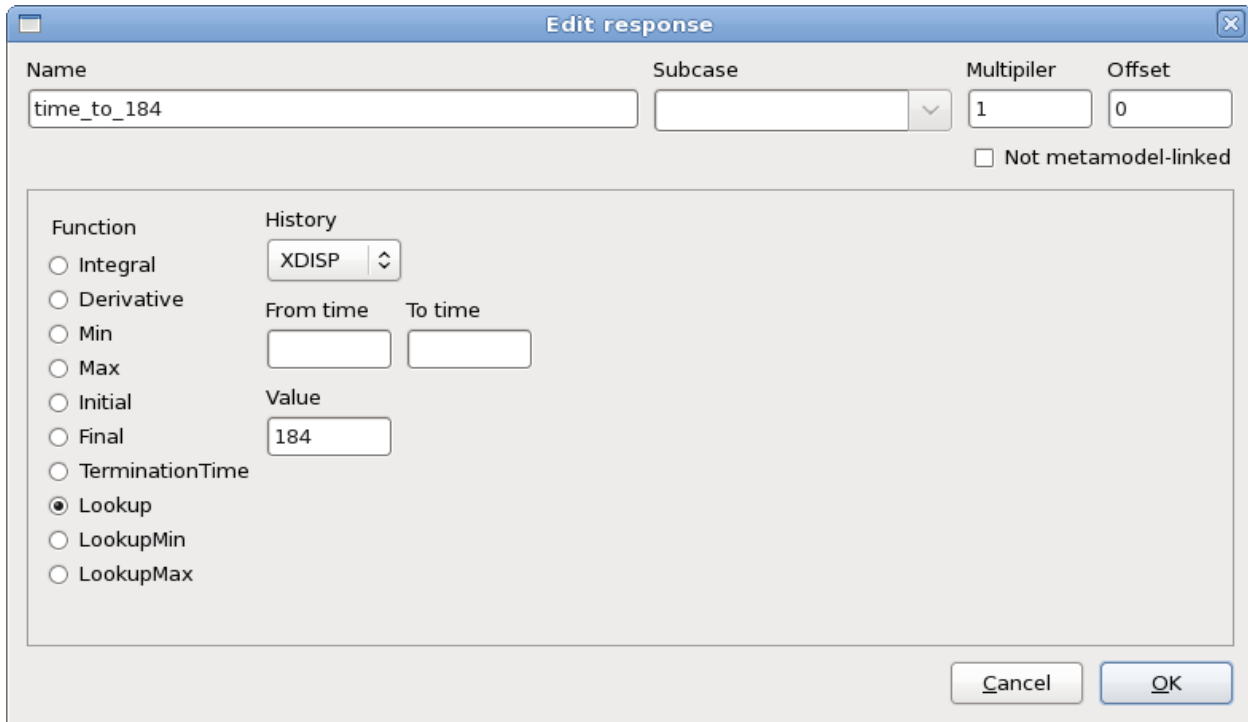 Edit response
Name Subcase Multipiler Offset
time_to_184 1 0
Not metamodel-linked
Function History
Integral XDISP
Derivative From time To time
Min
Max
Initial Value
Final 184
TerminationTime
Lookup
LookupMin
LookupMax
Cancel OK